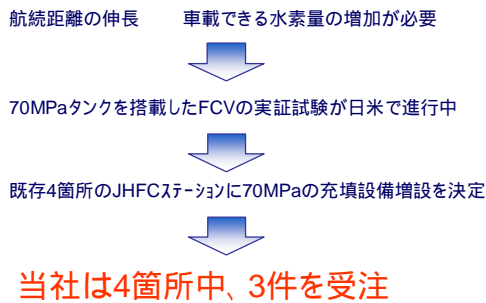 航続距離の伸長　　車載できる水素量の増加が必要
70MPaタンクを搭載したFCVの実証試験が日米で進行中
既存4箇所のJHFCｽﾃｰｼｮﾝに70MPaの充填設備増設を決定
当社は4箇所中、3件を受注